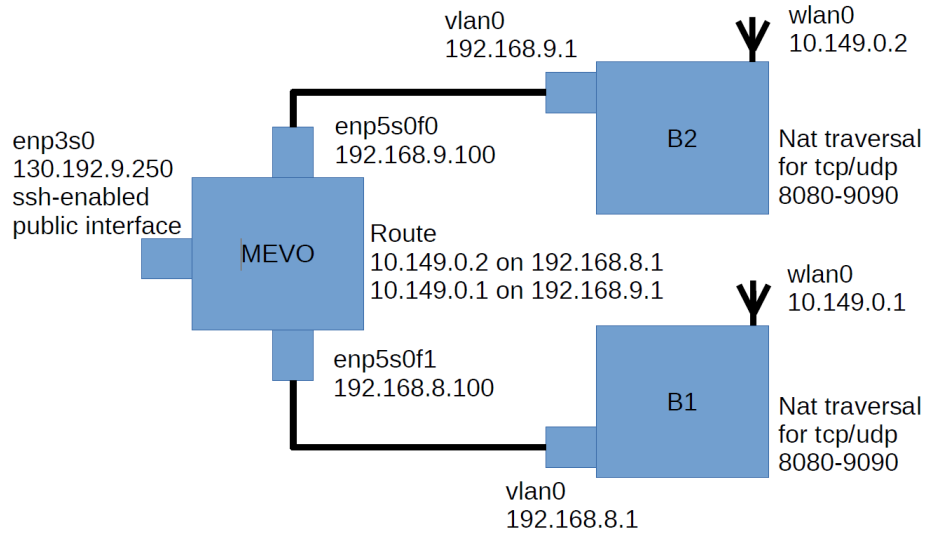 vlan0
192.168.9.1
wlan0
10.149.0.2
enp5s0f0
192.168.9.100
B2
Nat traversal
for tcp/udp
8080-9090
enp3s0
130.192.9.250
ssh-enabled
public interface
MEVO
Route
10.149.0.2 on 192.168.8.1
10.149.0.1 on 192.168.9.1
wlan0
10.149.0.1
enp5s0f1
192.168.8.100
B1
Nat traversal
for tcp/udp
8080-9090
vlan0
192.168.8.1